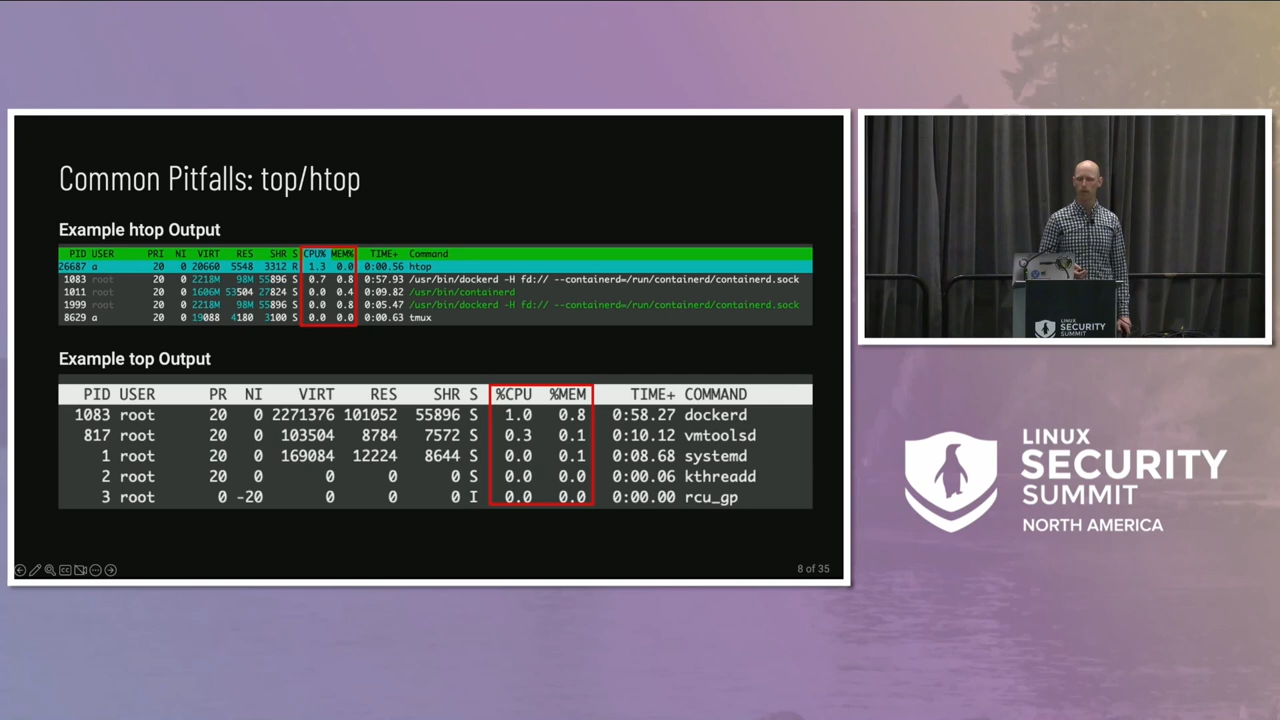 Common Pitfalls: top/htop
Example htop Output
PID USER PRI NI VIRT RES SHR S CPU% MEM% TIME+ Command
26687 a 20 0 20660 5548 3312 R 1.3 0.0 0:00.56 htop
1083 root 20 0 2218M 98M 55896 S 0.7 0.8 0:57.93 /usr/bin/dockerd -H fd:// --containerd=/run/containerd/containerd.sock
1011 root 20 0 1606M 53504 27824 S 0.0 0.4 0:09.82 /usr/bin/containerd
1999 root 20 0 2218M 98M 55896 S 0.0 0.8 0:05.47 /usr/bin/dockerd -H fd:// --containerd=/run/containerd/containerd.sock
8629 a 20 0 19088 4180 3100 S 0.0 0.0 0:00.63 tmux
Example top Output
PID USER PR NI VIRT RES SHR S %CPU %MEM TIME+ COMMAND
1083 root 20 0 2271376 101052 55896 S 1.0 0.8 0:58.27 dockerd
817 root 20 0 103504 8784 7572 S 0.3 0.1 0:10.12 vmtoolsd
1 root 20 0 169084 12224 8644 S 0.0 0.1 0:08.68 systemd
2 root 20 0 0 0 0 S 0.0 0.0 0:00.06 kthreadd
3 root 0 -20 0 0 0 I 0.0 0.0 0:00.00 rcu_gp
8 of 35
LINUX
SECURITY
SUMMIT
LINUX
SECURITY
SUMMIT
NORTH AMERICA